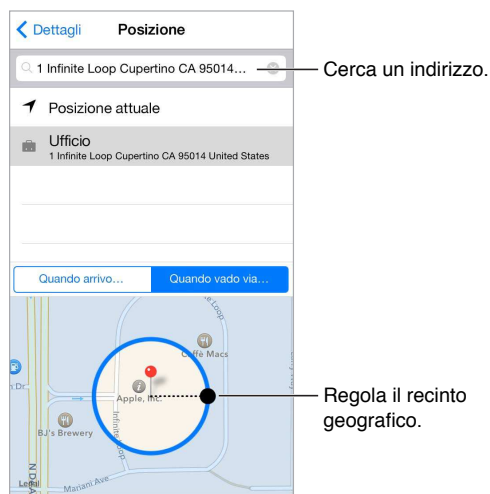 Dettagli Posizione
1 Infinite Loop Cupertino CA 95014…
Cerca un indirizzo.
Posizione attuale
Ufficio
1 Infinite Loop Cupertino CA 95014 United States
Quando arrivo…
Quando vado via…
Loop
Caffè Macs
n Dr
Apple, Inc.
Regola il recinto
geografico.
BJ's Brewery
Infinite Loop
Legal
Mariani Ave
N D